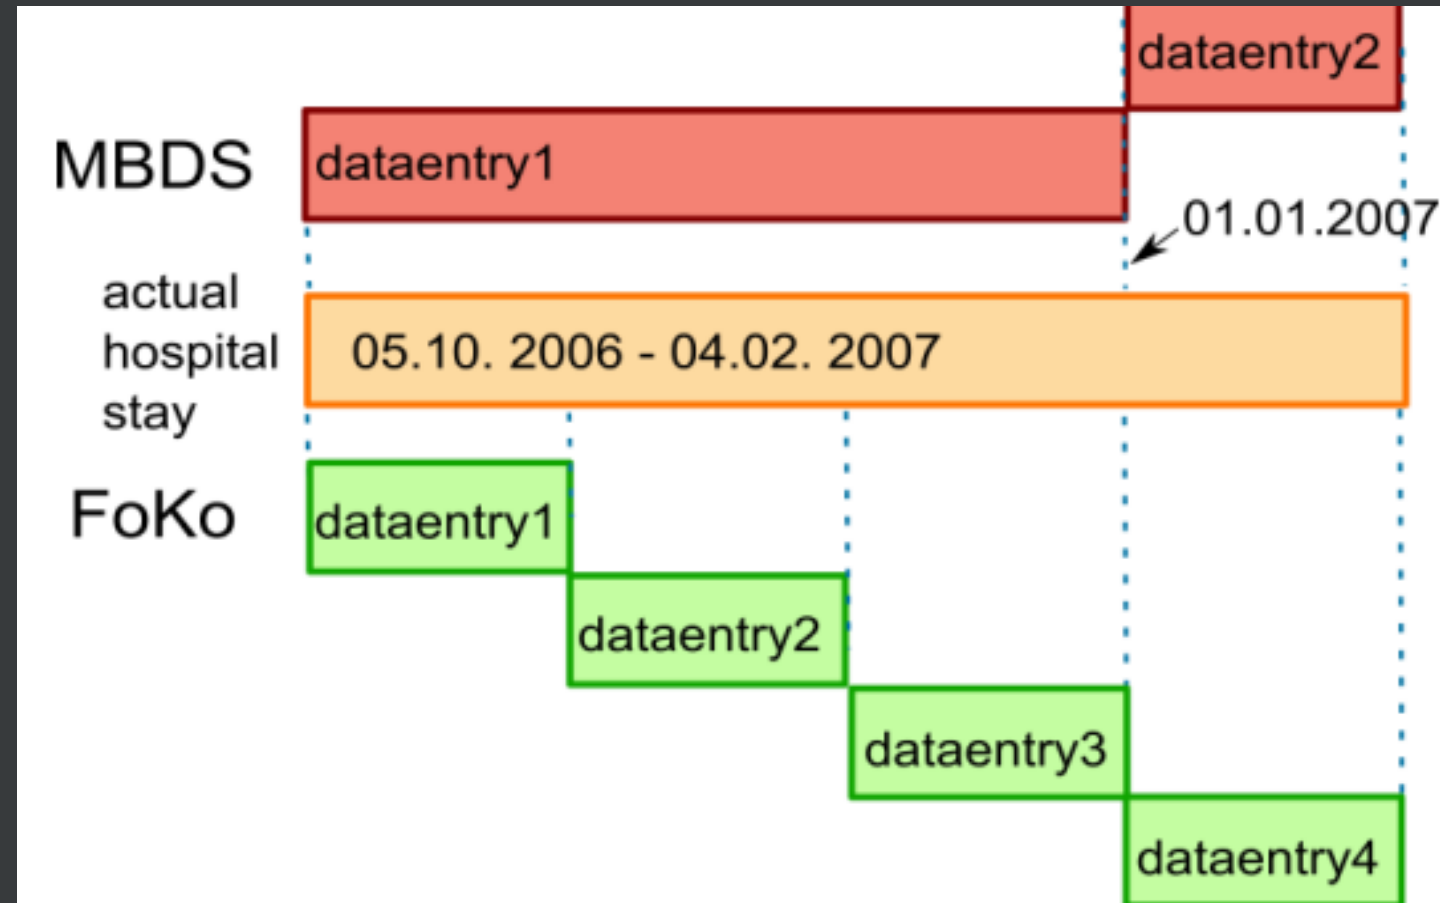 dataentry2
MBDS
dataentry1
01.01.2007
actual
hospital
stay
05.10. 2006 - 04.02. 2007
FoKo
dataentry1
dataentry2
dataentry3
dataentry4